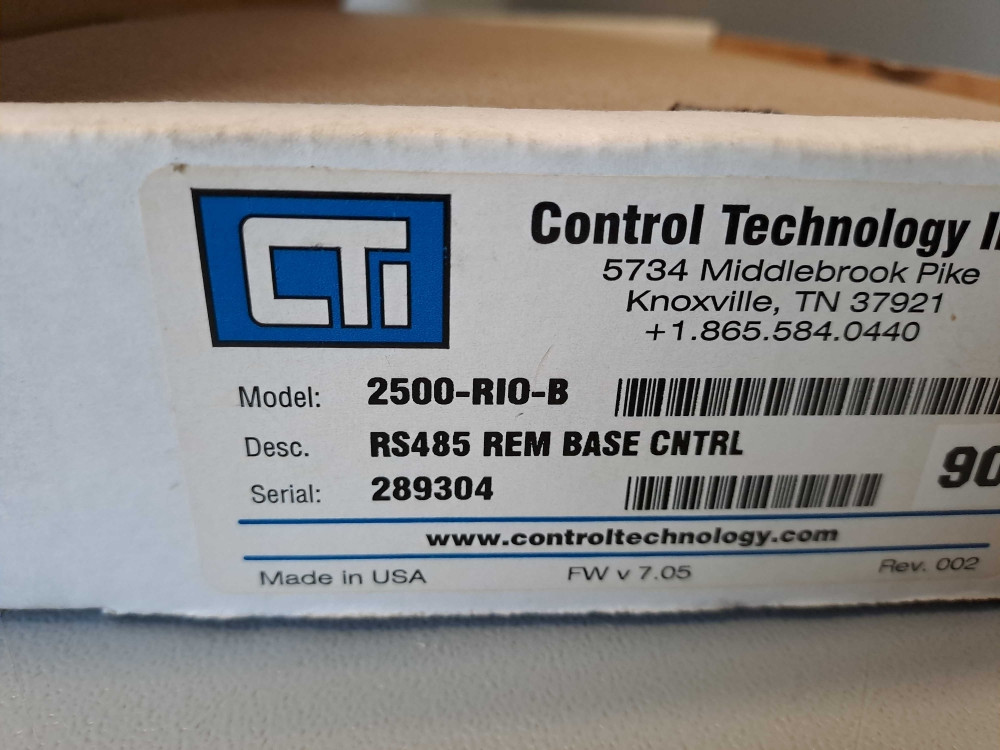 CTi
Control Technology
5734 Middlebrook Pike
Knoxville, TN 37921
+1.865.584.0440
Model: 2500-RIO-B
Desc. RS485 REM BASE CNTRL
Serial: 289304
90
www.controltechnology.com
Made in USA FW v 7.05 Rev. 002